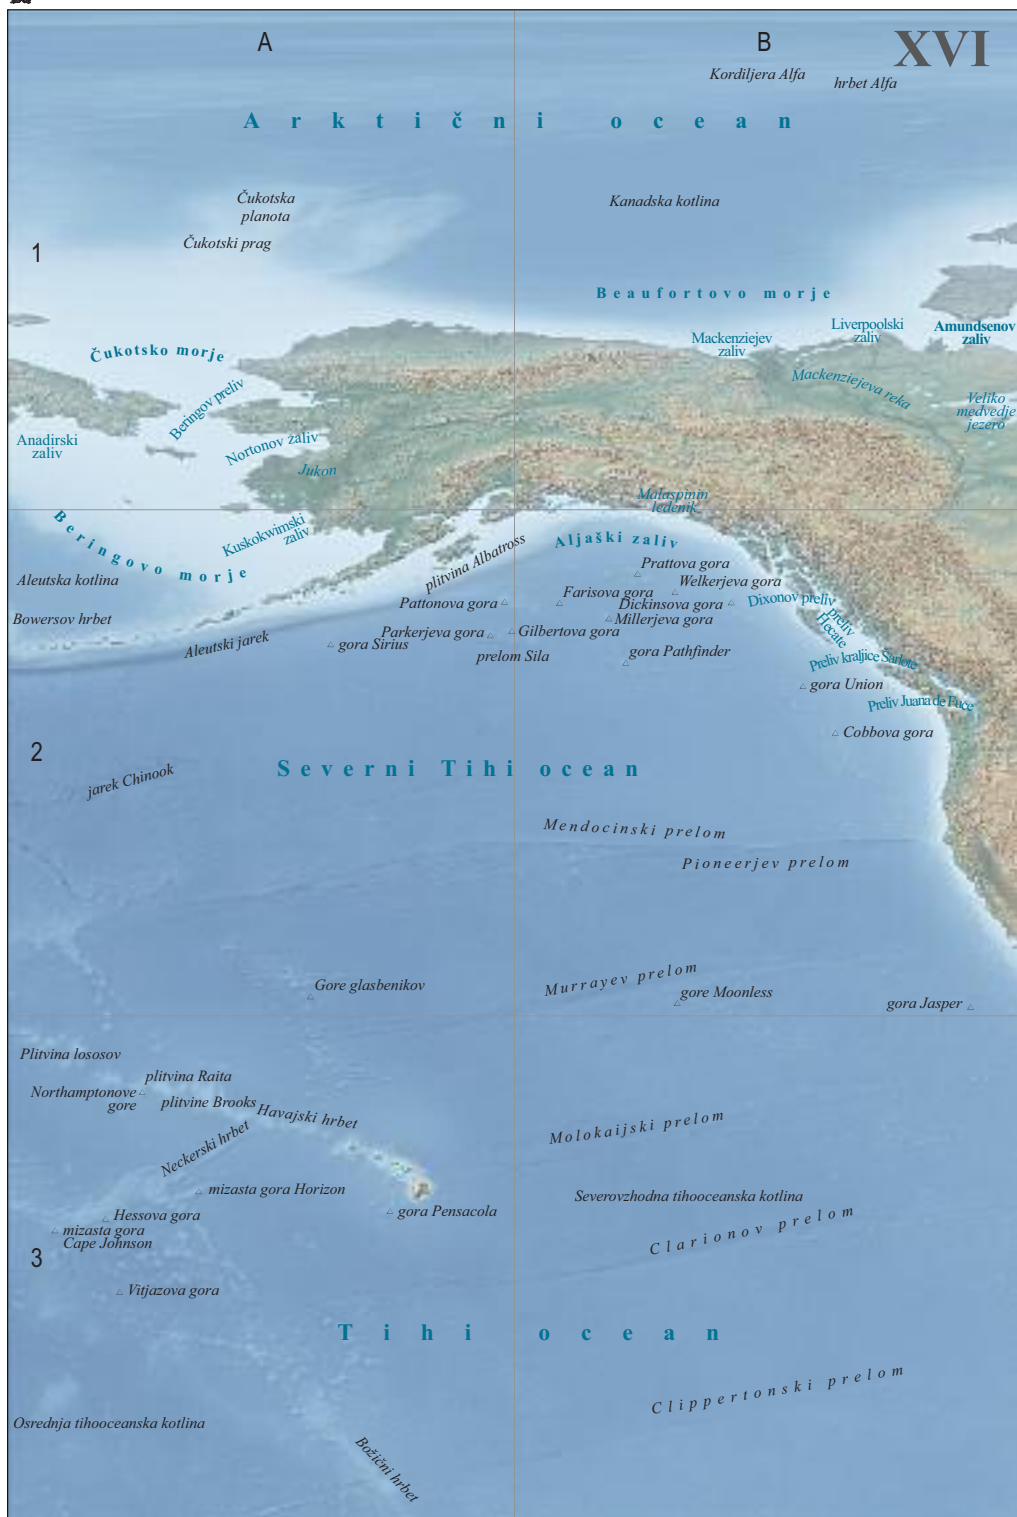 A
B
XVI
Kordiljera Alfa
hrbet Alfa
Arktični ocean
Čukotska
planota
Kanadska kotlina
Čukotski prag
1
Beaufortovo morje
Liverpoolski
zaliv
Amundsenov
zaliv
Mackenziejev
zaliv
Čukotsko morje
Mackenziejeva reka
Beringov preliv
Veliko
medvedje
jezero
Anadirski
zaliv
Nortonov zaliv
Jukon
Malaspinin
ledenik
Beringovo morje
Kuskokwimski
zaliv
Aljaški zaliv
plitvina Albatross
Prattova gora
Aleutska kotlina
Welkerjeva gora
Farisova gora
Pattonova gora
Dickinsova gora
Dixonov preliv
Bowersov hrbet
Millerjeva gora
preliv
Hecate
Parkerjeva gora
Gilbertova gora
Aleutski jarek
gora Sirius
prelom Sila
gora Pathfinder
Preliv kraljice Šarlote
gora Union
Preliv Juana de Fuce
Cobbova gora
2
Severni Tihi ocean
jarek Chinook
Mendocinski prelom
Pioneerjev prelom
Murrayev prelom
Gore glasbenikov
gore Moonless
gora Jasper
Plitvina lososov
plitvina Raita
Northamptonove
gore
plitvine Brooks
Havajski hrbet
Molokaijski prelom
Neckerski hrbet
mizasta gora Horizon
Severovzhodna tihooceanska kotlina
Hessova gora
gora Pensacola
mizasta gora
Cape Johnson
Clarionov prelom
3
Vitjazova gora
Tihi ocean
Clippertonski prelom
Osrednja tihooceanska kotlina
Božični hrbet